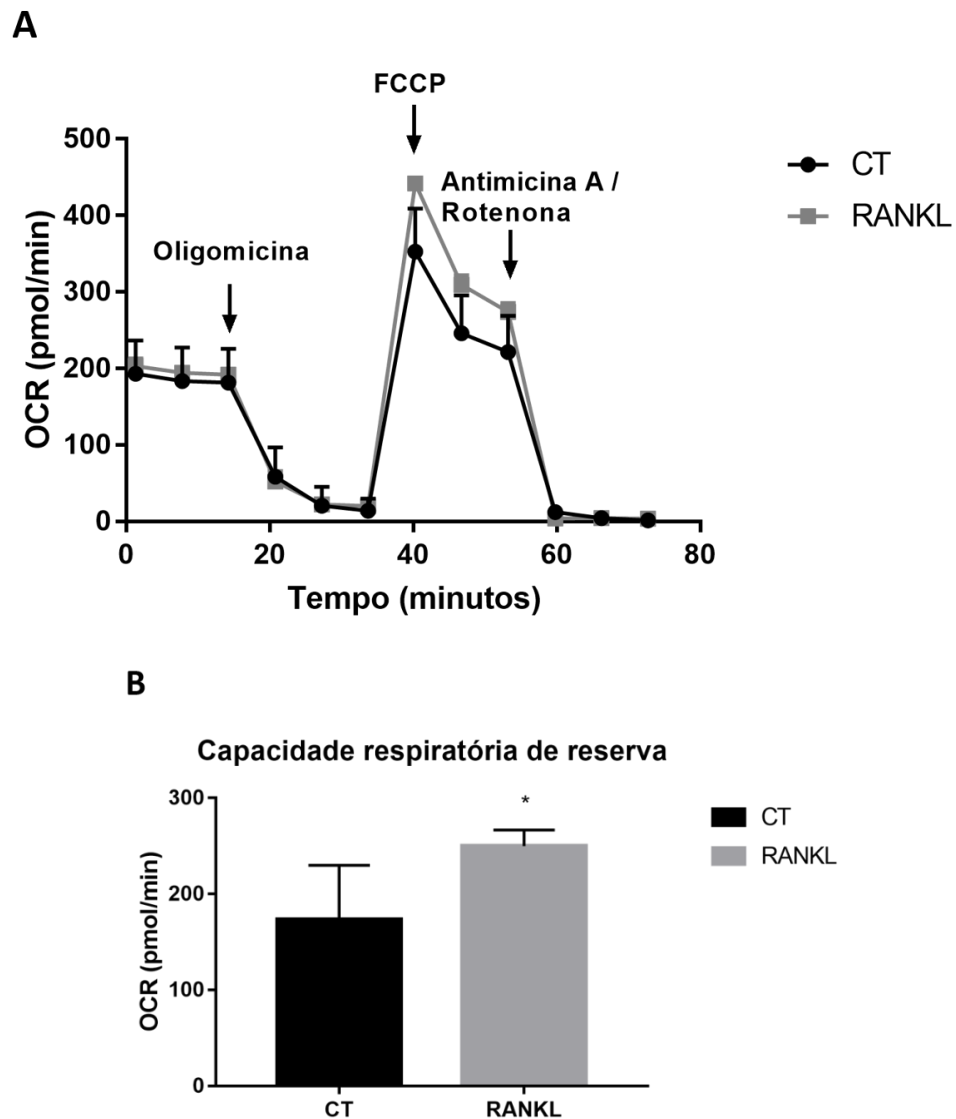 A
FCCP
Antimicina A /
Rotenona
Oligomicina
CT
RANKL
OCR (pmol/min)
500
400
300
200
100
0
0 20 40 60 80
Tempo (minutos)
B
Capacidade respiratória de reserva
*
CT
RANKL
OCR (pmol/min)
300
200
100
0
CT RANKL